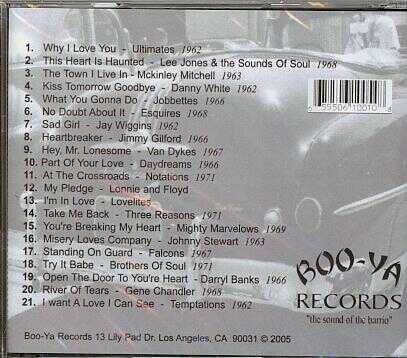 1. Why I Love You - Ultimates 1962
2. This Heart Is Haunted - Lee Jones & the Sounds Of Soul 1968
3. The Town I Live In - Mckinley Mitchell 1963
4. Kiss Tomorrow Goodbye - Danny White 1962
5. What You Gonna Do - Jobbettes 1966
6. No Doubt About It - Esquires 1968
7. Sad Girl - Jay Wiggins 1962
8. Heartbreaker - Jimmy Gilford 1966
9. Hey, Mr. Lonesome - Van Dykes 1967
10. Part Of Your Love - Daydreams 1966
11. At The Crossroads - Notations 1971
12. My Pledge - Lonnie and Floyd
13. I'm In Love - Lovelites
14. Take Me Back - Three Reasons 1971
15. You're Breaking My Heart - Mighty Marvelows 1969
16. Misery Loves Company - Johnny Stewart 1963
17. Standing On Guard - Falcons 1967
18. Try It Babe - Brothers Of Soul 1971
19. Open The Door To You're Heart - Darryl Banks 1966
20. River Of Tears - Gene Chandler 1968
21. I want A Love I Can See - Temptations 1962
BOO-YA
RECORDS
"the sound of the barrio"
Boo-Ya Records 13 Lily Pad Dr. Los Angeles, CA 90031 © 2005